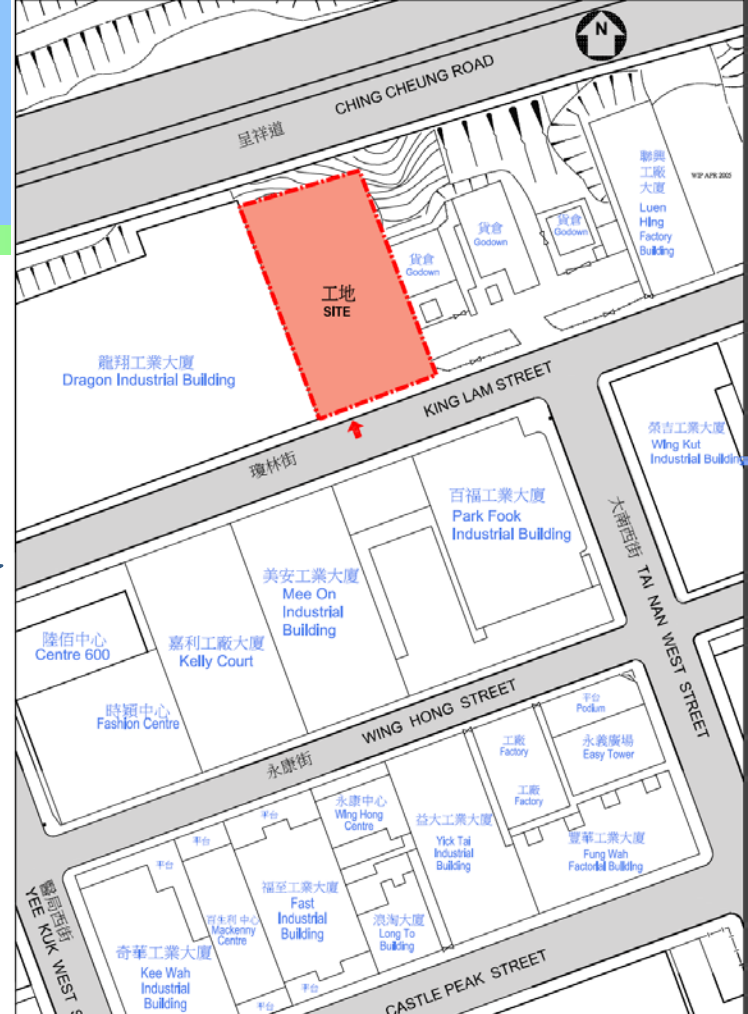 N
CHING CHEUNG ROAD
呈祥道
聯興
工廠
大廈
Luen
Hing
Factory
Building
WIP APR 2005
貨倉
Godown
貨倉
Godown
貨倉
Godown
工地
SITE
龍翔工業大廈
Dragon Industrial Building
KING LAM STREET
瓊林街
榮吉工業大廈
Wing Kut
Industrial Building
百福工業大廈
Park Fook
Industrial Building
大南西街 TAI NAN WEST STREET
美安工業大廈
Mee On
Industrial
Building
嘉利工廠大廈
Kelly Court
陸佰中心
Centre 600
時穎中心
Fashion Centre
WING HONG STREET
永康街
平台
Podium
永義廣場
Easy Tower
工廠
Factory
工廠
Factory
永康中心
Wing Hong
Centre
益大工業大廈
Yick Tai
Industrial
Building
豐華工業大廈
Fung Wah
Factorial Building
平台
平台
平台
福至工業大廈
Fast
Industrial
Building
百生利 中心
Mackenny
Centre
浪淘大廈
Long To
Building
奇華工業大廈
Kee Wah
Industrial
Building
平台
平台
醫局西街
YEE KUK WEST S
CASTLE PEAK STREET